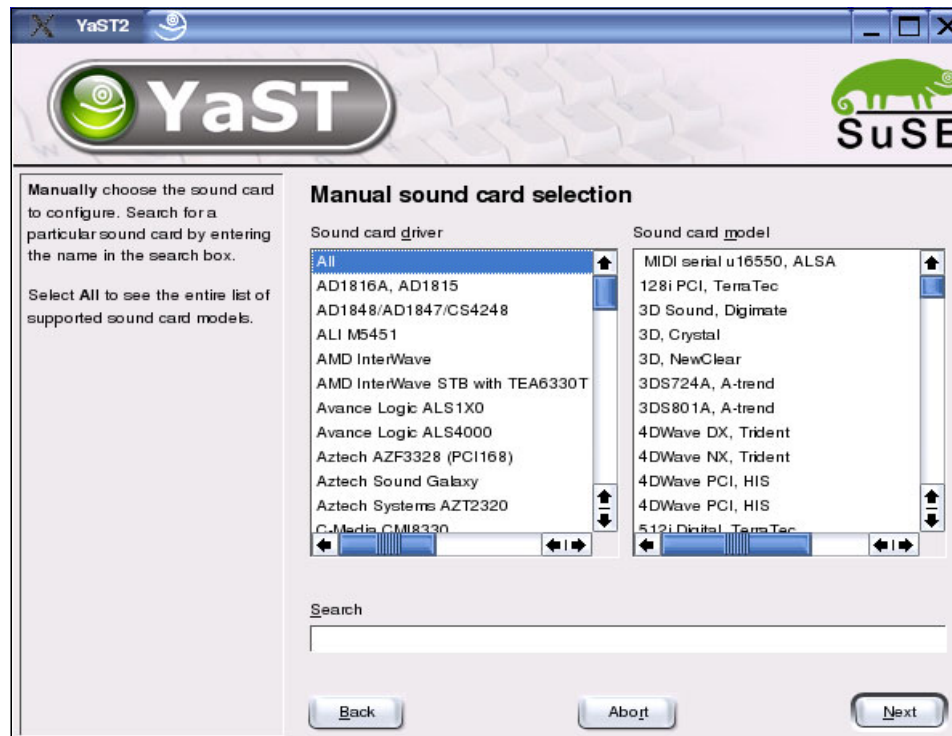 YaST2
YaST
SuSE
Manually choose the sound card
to configure. Search for a
particular sound card by entering
the name in the search box.
Select All to see the entire list of
supported sound card models.
Manual sound card selection
Sound card driver
All
AD1816A, AD1815
AD1848/AD1847/CS4248
ALI M5451
AMD InterWave
AMD InterWave STB with TEA6330T
Avance Logic ALS1X0
Avance Logic ALS4000
Aztech AZF3328 (PCI168)
Aztech Sound Galaxy
Aztech Systems AZT2320
C-Media CMI8330
Sound card model
MIDI serial u16550, ALSA
128i PCI, TerraTec
3D Sound, Digimate
3D, Crystal
3D, NewClear
3DS724A, A-trend
3DS801A, A-trend
4DWave DX, Trident
4DWave NX, Trident
4DWave PCI, HIS
4DWave PCI, HIS
512i Digital, TerraTec
Search
Back
Abort
Next